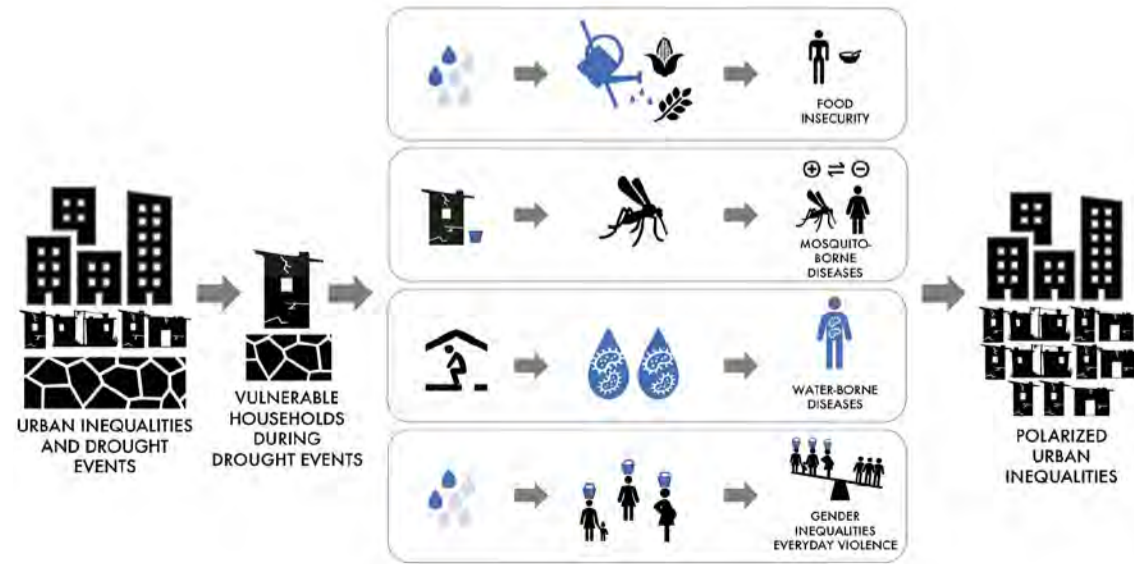 URBAN INEQUALITIES
AND DROUGHT
EVENTS
VULNERABLE
HOUSEHOLDS
DURING
DROUGHT EVENTS
FOOD
INSECURITY
MOSQUITO-
BORNE
DISEASES
WATER-BORNE
DISEASES
GENDER
INEQUALITIES
EVERYDAY VIOLENCE
POLARIZED
URBAN
INEQUALITIES